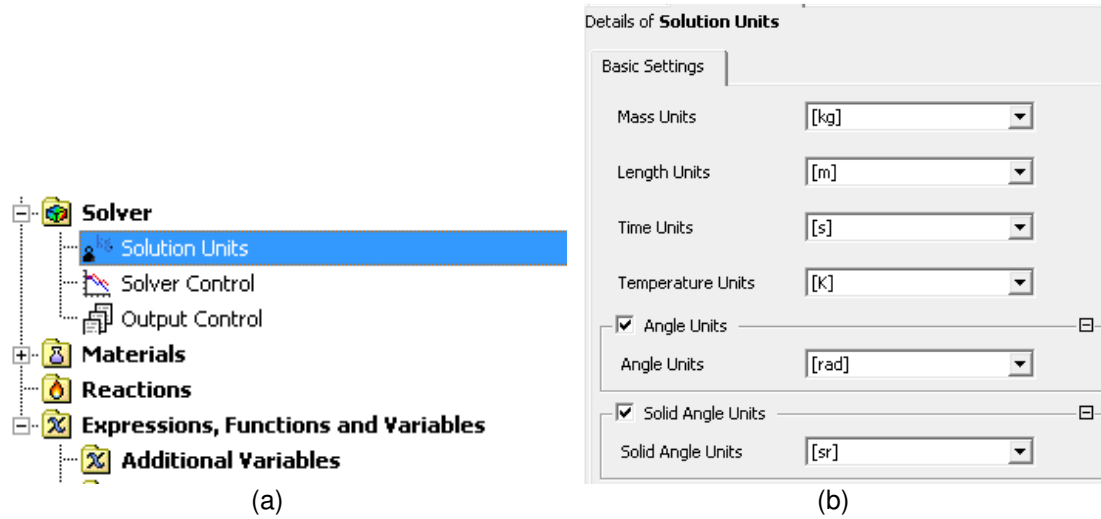 Solver
Solution Units
Solver Control
Output Control
Materials
Reactions
Expressions, Functions and Variables
Additional Variables
(a)
Details of Solution Units
Basic Settings
Mass Units [kg]
Length Units [m]
Time Units [s]
Temperature Units [K]
Angle Units
Angle Units [rad]
Solid Angle Units
Solid Angle Units [sr]
(b)